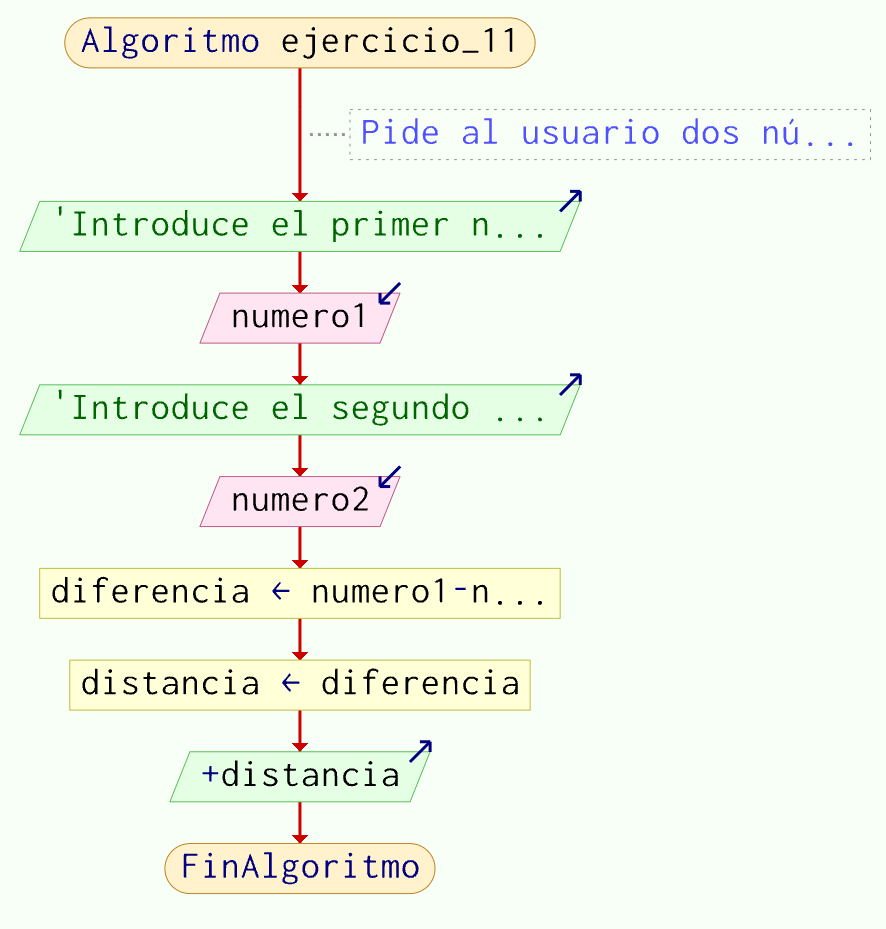 Algoritmo ejercicio_11
Pide al usuario dos nú...
'Introduce el primer n...
numero1
'Introduce el segundo ...
numero2
diferencia ← numero1-n...
distancia ← diferencia
+distancia
FinAlgoritmo